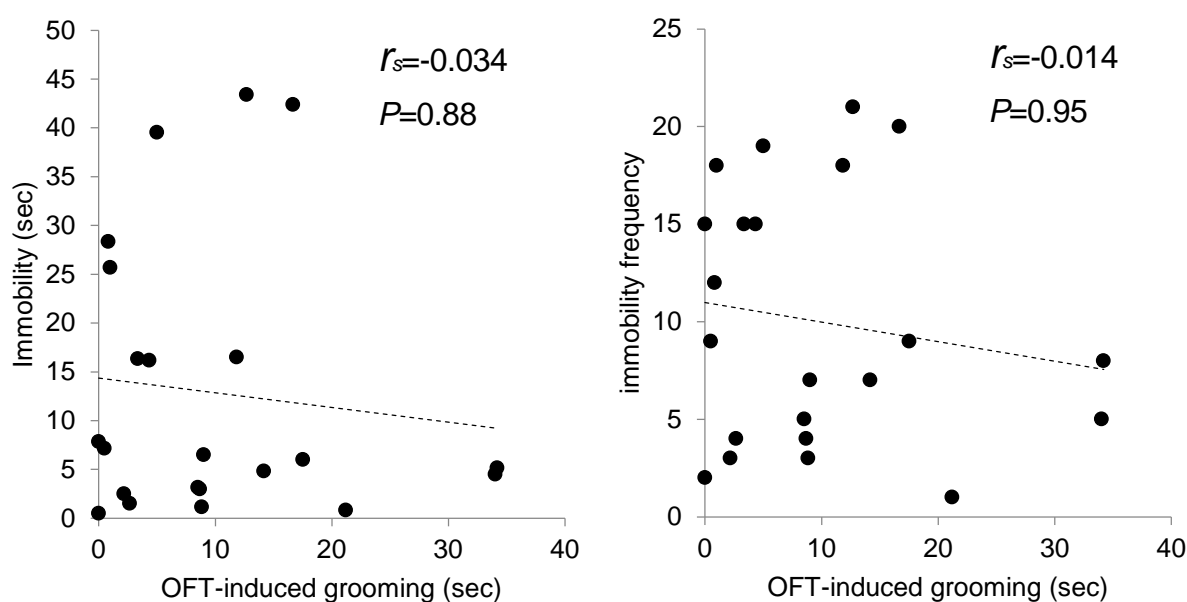 50
45
40
35
30
25
20
15
10
5
0
Immobility (sec)
rs=-0.034
P=0.88
0 10 20 30 40
OFT-induced grooming (sec)
25
20
15
10
5
0
immobility frequency
rs=-0.014
P=0.95
0 10 20 30 40
OFT-induced grooming (sec)